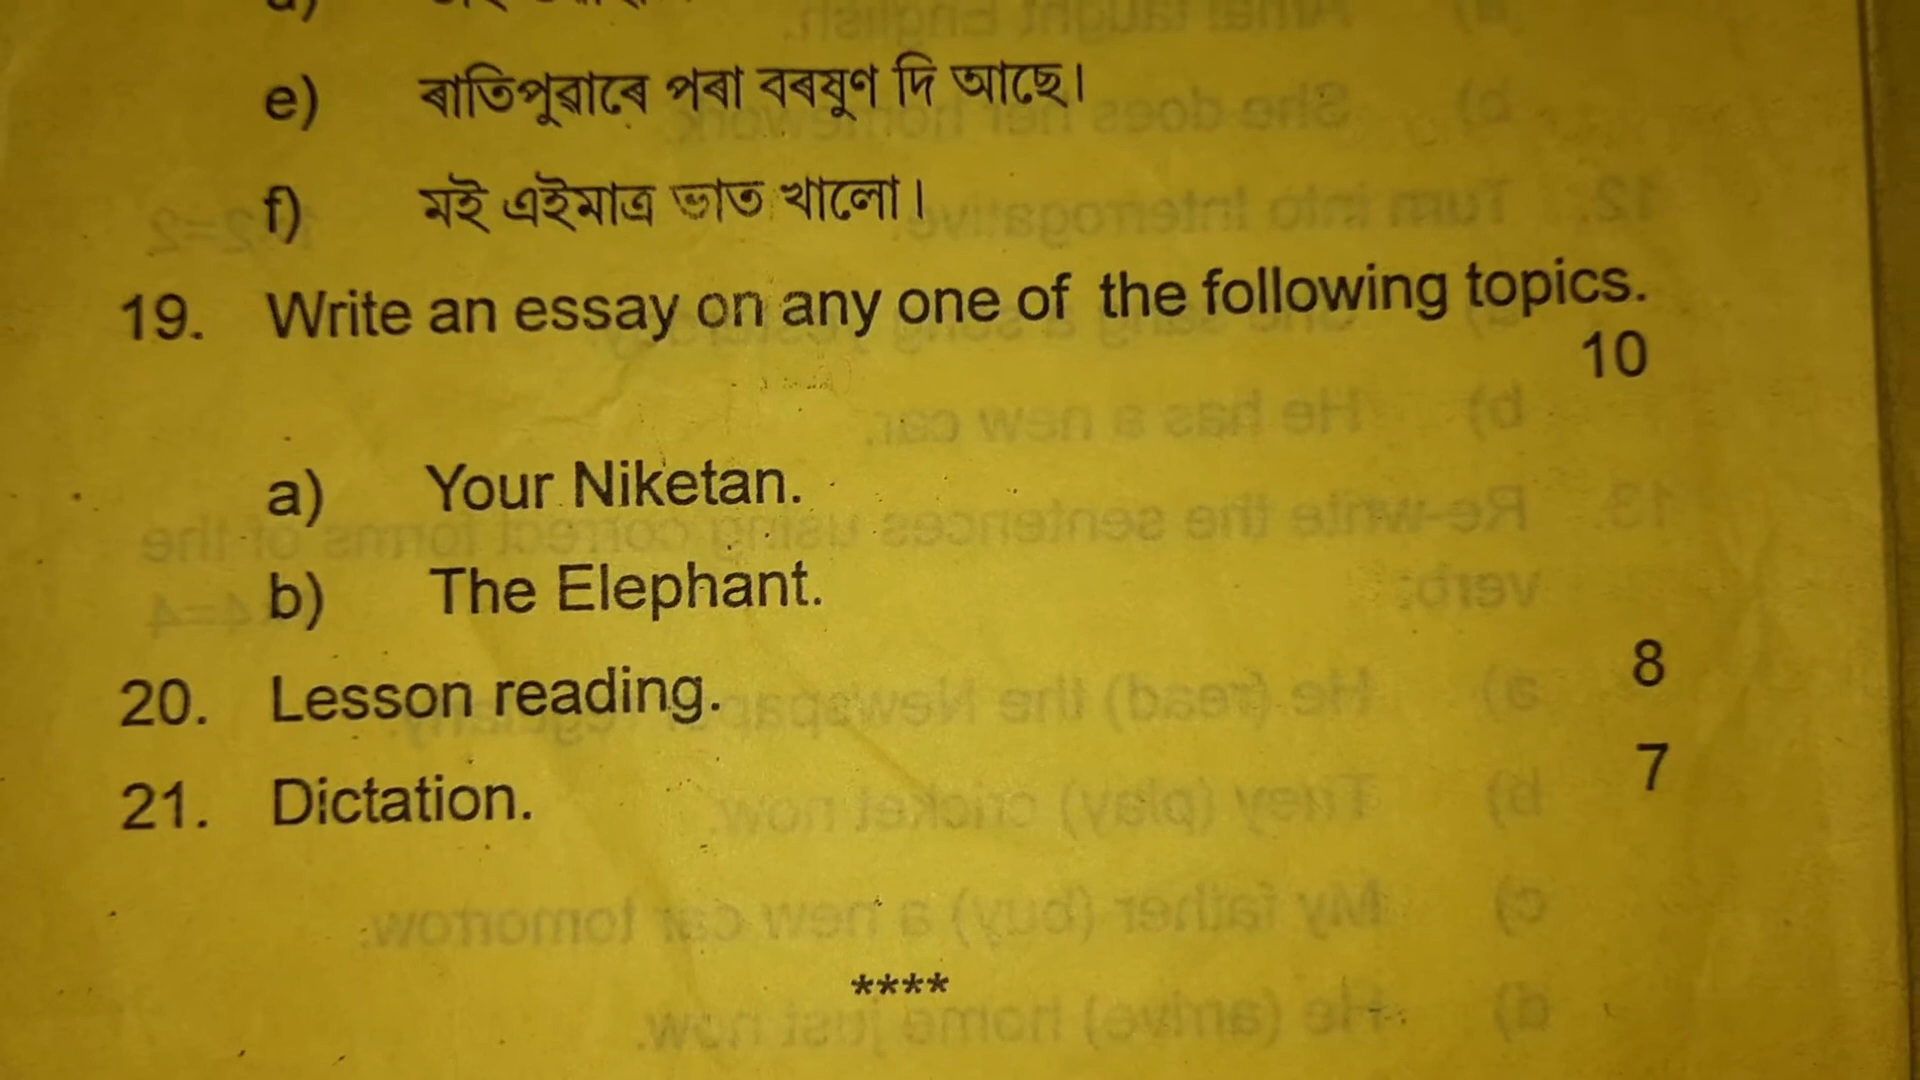 e) ৰাতিপুৱাৰে পৰা বৰষুণ দি আছে।
f) মই এইমাত্ৰ ভাত খালো।
19. Write an essay on any one of the following topics.
10
a) Your Niketan.
b) The Elephant.
20. Lesson reading. 8
21. Dictation. 7
****